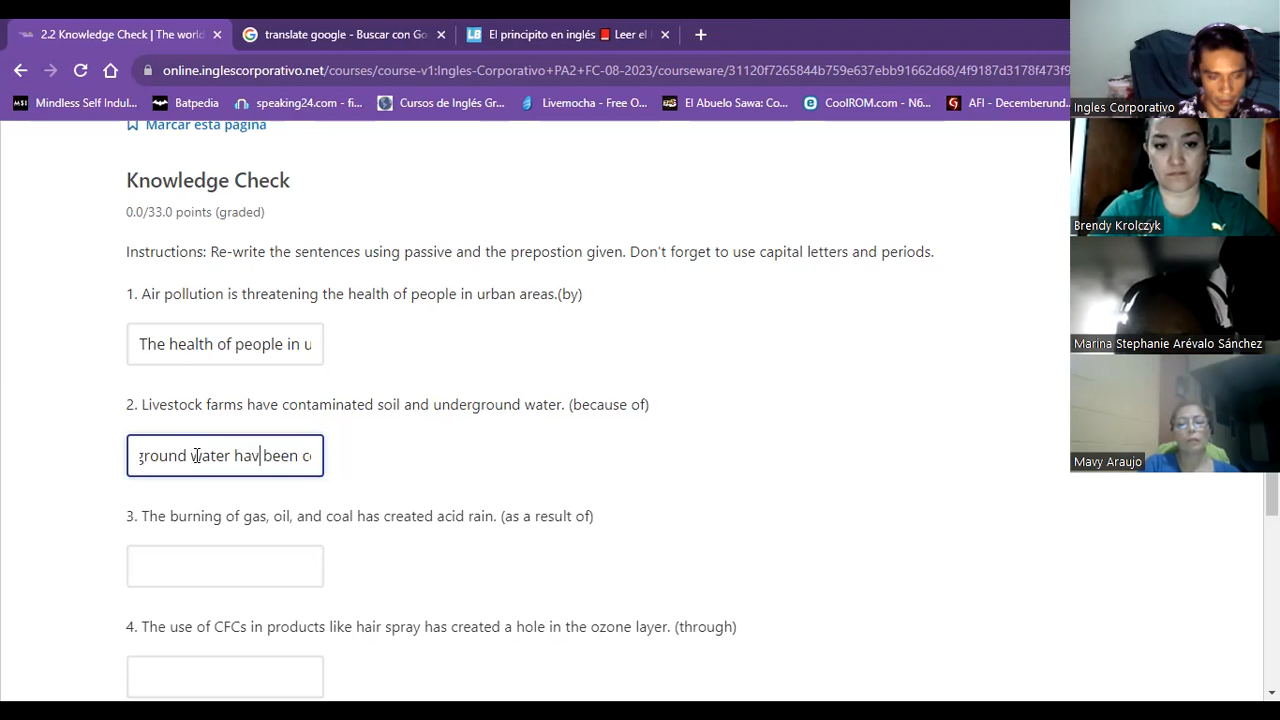 2.2 Knowledge Check | The world
translate google - Buscar con Go
El principito en inglés 📕 Leer el
online.inglescorporativo.net/courses/course-v1:Ingles-Corporativo+PA2+FC-08-2023/courseware/31120f7265844b759e637ebb91662d68/4f9187d3178f473f9
Mindless Self Indul...
Batpedia
speaking24.com - fi...
Cursos de Inglés Gr...
Livemocha - Free O...
El Abuelo Sawa: Co...
CoolROM.com - N6...
AFI - Decemberund
Marcar esta página
Knowledge Check
0.0/33.0 points (graded)
Instructions: Re-write the sentences using passive and the prepostion given. Don't forget to use capital letters and periods.
1. Air pollution is threatening the health of people in urban areas.(by)
The health of people in u
2. Livestock farms have contaminated soil and underground water. (because of)
ground water hav been c
3. The burning of gas, oil, and coal has created acid rain. (as a result of)
4. The use of CFCs in products like hair spray has created a hole in the ozone layer. (through)
Ingles Corporativo
Brendy Krolczyk
Marina Stephanie Arévalo Sánchez
Mavy Araujo